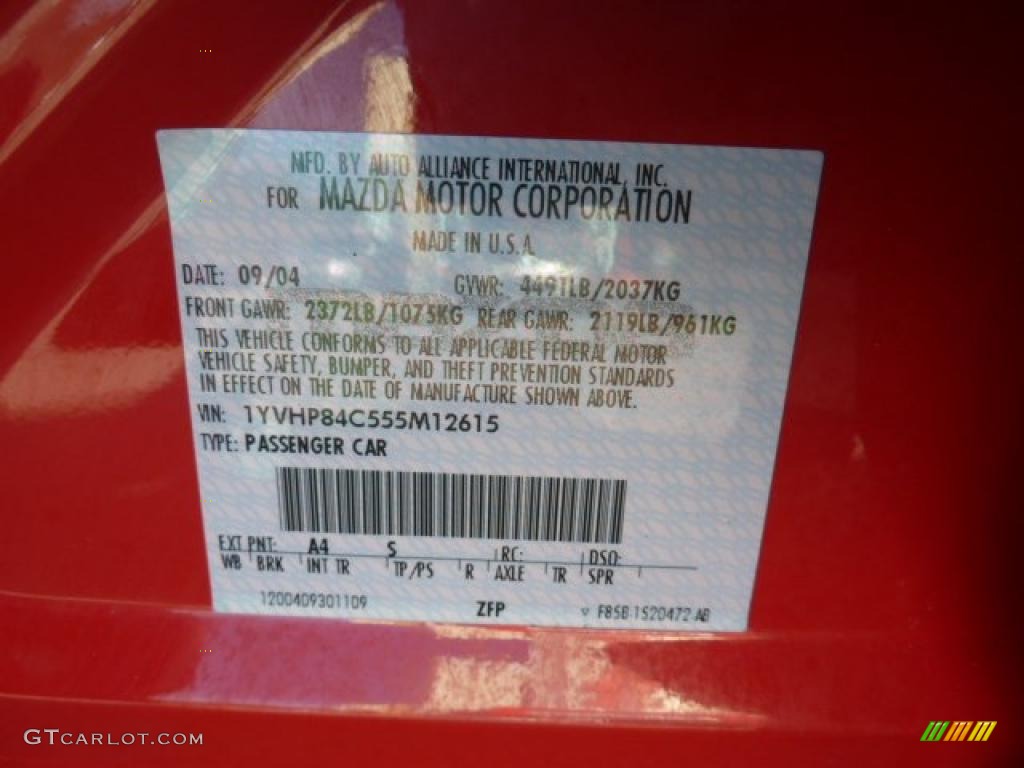 MFD. BY AUTO ALLIANCE INTERNATIONAL, INC.
FOR MAZDA MOTOR CORPORATION
MADE IN U.S.A.
DATE: 09/04 GVWR: 4491LB/2037KG
FRONT GAWR: 2372LB/1075KG REAR GAWR: 2119LB/961KG
THIS VEHICLE CONFORMS TO ALL APPLICABLE FEDERAL MOTOR
VEHICLE SAFETY, BUMPER, AND THEFT PREVENTION STANDARDS
IN EFFECT ON THE DATE OF MANUFACTURE SHOWN ABOVE.
VIN: 1YVHP84C555M12615
TYPE: PASSENGER CAR
EXT PNT: A4 S RC: DSO:
WB BRK INT TR TP/PS R AXLE TR SPR
1200409301109 ZFP F85B-1520472-AB
GTCARLOT.COM